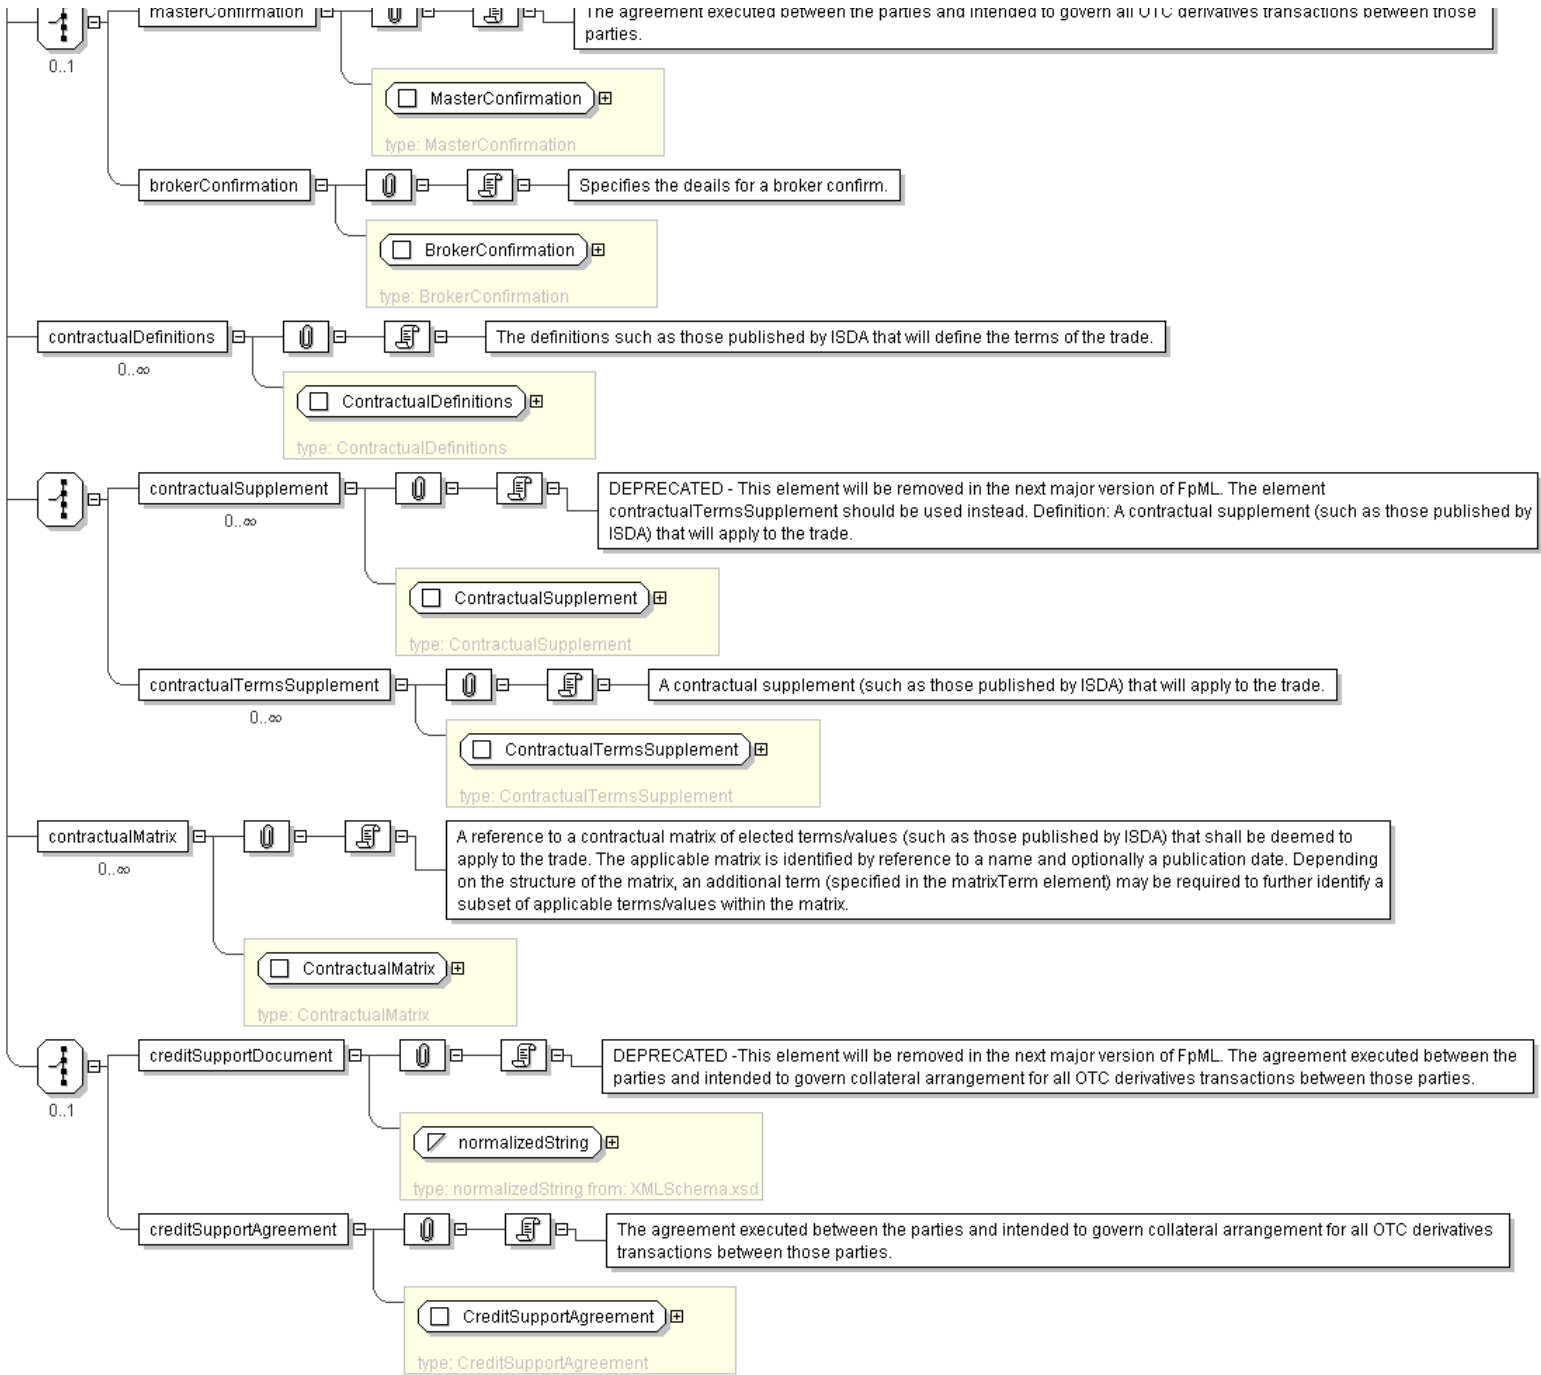 masterConfirmation
The agreement executed between the parties and intended to govern all OTC derivatives transactions between those
parties.
0..1
MasterConfirmation
type: MasterConfirmation
brokerConfirmation
Specifies the deails for a broker confirm.
BrokerConfirmation
type: BrokerConfirmation
contractualDefinitions
The definitions such as those published by ISDA that will define the terms of the trade.
0..∞
ContractualDefinitions
type: ContractualDefinitions
contractualSupplement
0..∞
DEPRECATED - This element will be removed in the next major version of FpML. The element
contractualTermsSupplement should be used instead. Definition: A contractual supplement (such as those published by
ISDA) that will apply to the trade.
ContractualSupplement
type: ContractualSupplement
contractualTermsSupplement
A contractual supplement (such as those published by ISDA) that will apply to the trade.
0..∞
ContractualTermsSupplement
type: ContractualTermsSupplement
contractualMatrix
0..∞
A reference to a contractual matrix of elected terms/values (such as those published by ISDA) that shall be deemed to
apply to the trade. The applicable matrix is identified by reference to a name and optionally a publication date. Depending
on the structure of the matrix, an additional term (specified in the matrixTerm element) may be required to further identify a
subset of applicable terms/values within the matrix.
ContractualMatrix
type: ContractualMatrix
0..1
creditSupportDocument
DEPRECATED -This element will be removed in the next major version of FpML. The agreement executed between the
parties and intended to govern collateral arrangement for all OTC derivatives transactions between those parties.
normalizedString
type: normalizedString from: XMLSchema.xsd
creditSupportAgreement
The agreement executed between the parties and intended to govern collateral arrangement for all OTC derivatives
transactions between those parties.
CreditSupportAgreement
type: CreditSupportAgreement